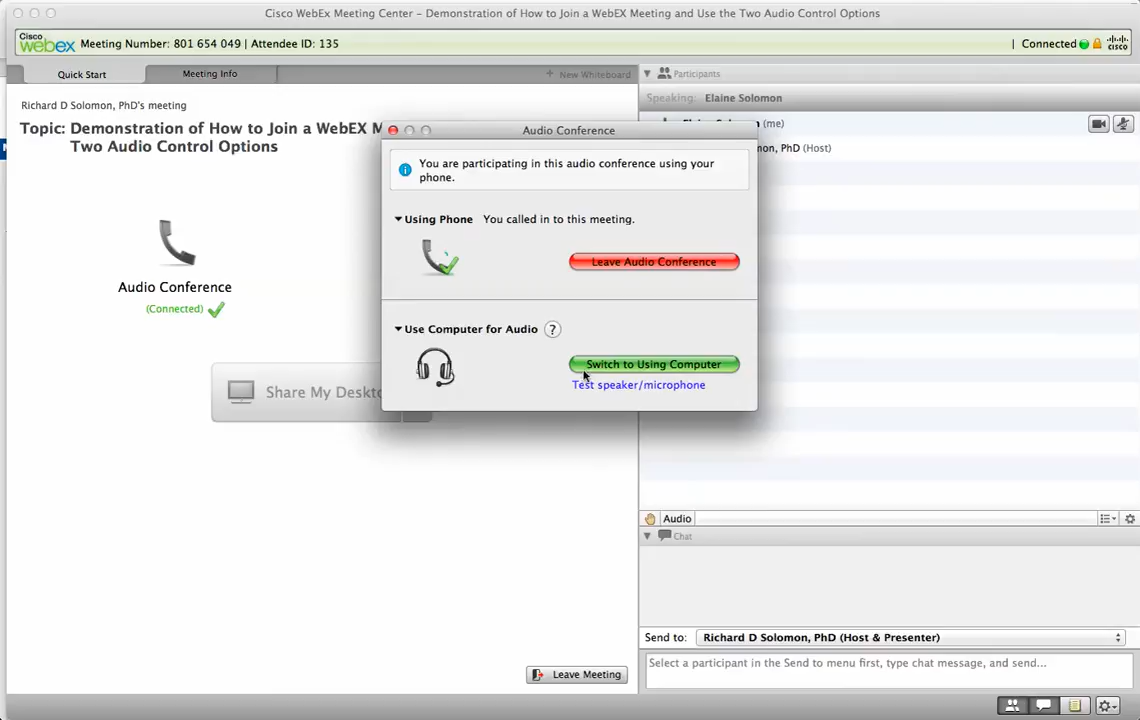 Cisco WebEx Meeting Center - Demonstration of How to Join a WebEX Meeting and Use the Two Audio Control Options
Cisco webex Meeting Number: 801 654 049 | Attendee ID: 135
| Connected
CISCO
Quick Start
Meeting Info
+ New Whiteboard
Participants
Richard D Solomon, PhD's meeting
Speaking: Elaine Solomon
Topic: Demonstration of How to Join a WebEX M
Two Audio Control Options
(me)
on, PhD (Host)
Audio Conference
You are participating in this audio conference using your
phone.
Using Phone You called in to this meeting.
Leave Audio Conference
Use Computer for Audio ?
Switch to Using Computer
Test speaker/microphone
Audio Conference
(Connected)
Share My Deskto
Audio
Chat
Send to: Richard D Solomon, PhD (Host & Presenter)
Select a participant in the Send to menu first, type chat message, and send...
Leave Meeting